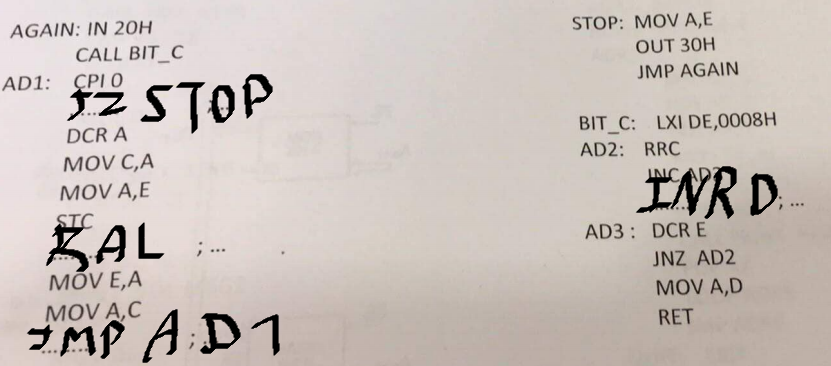 AGAIN: IN 20H
CALL BIT_C
AD1: CPI 0
JZ STOP ;...
DCR A
MOV C,A
MOV A,E
STC
RAL ;...
MOV E,A
MOV A,C
JMP AD1 ;
STOP: MOV A,E
OUT 30H
JMP AGAIN
BIT_C: LXI DE,0008H
AD2: RRC
JNC AD3
INR D ;...
AD3 : DCR E
JNZ AD2
MOV A,D
RET